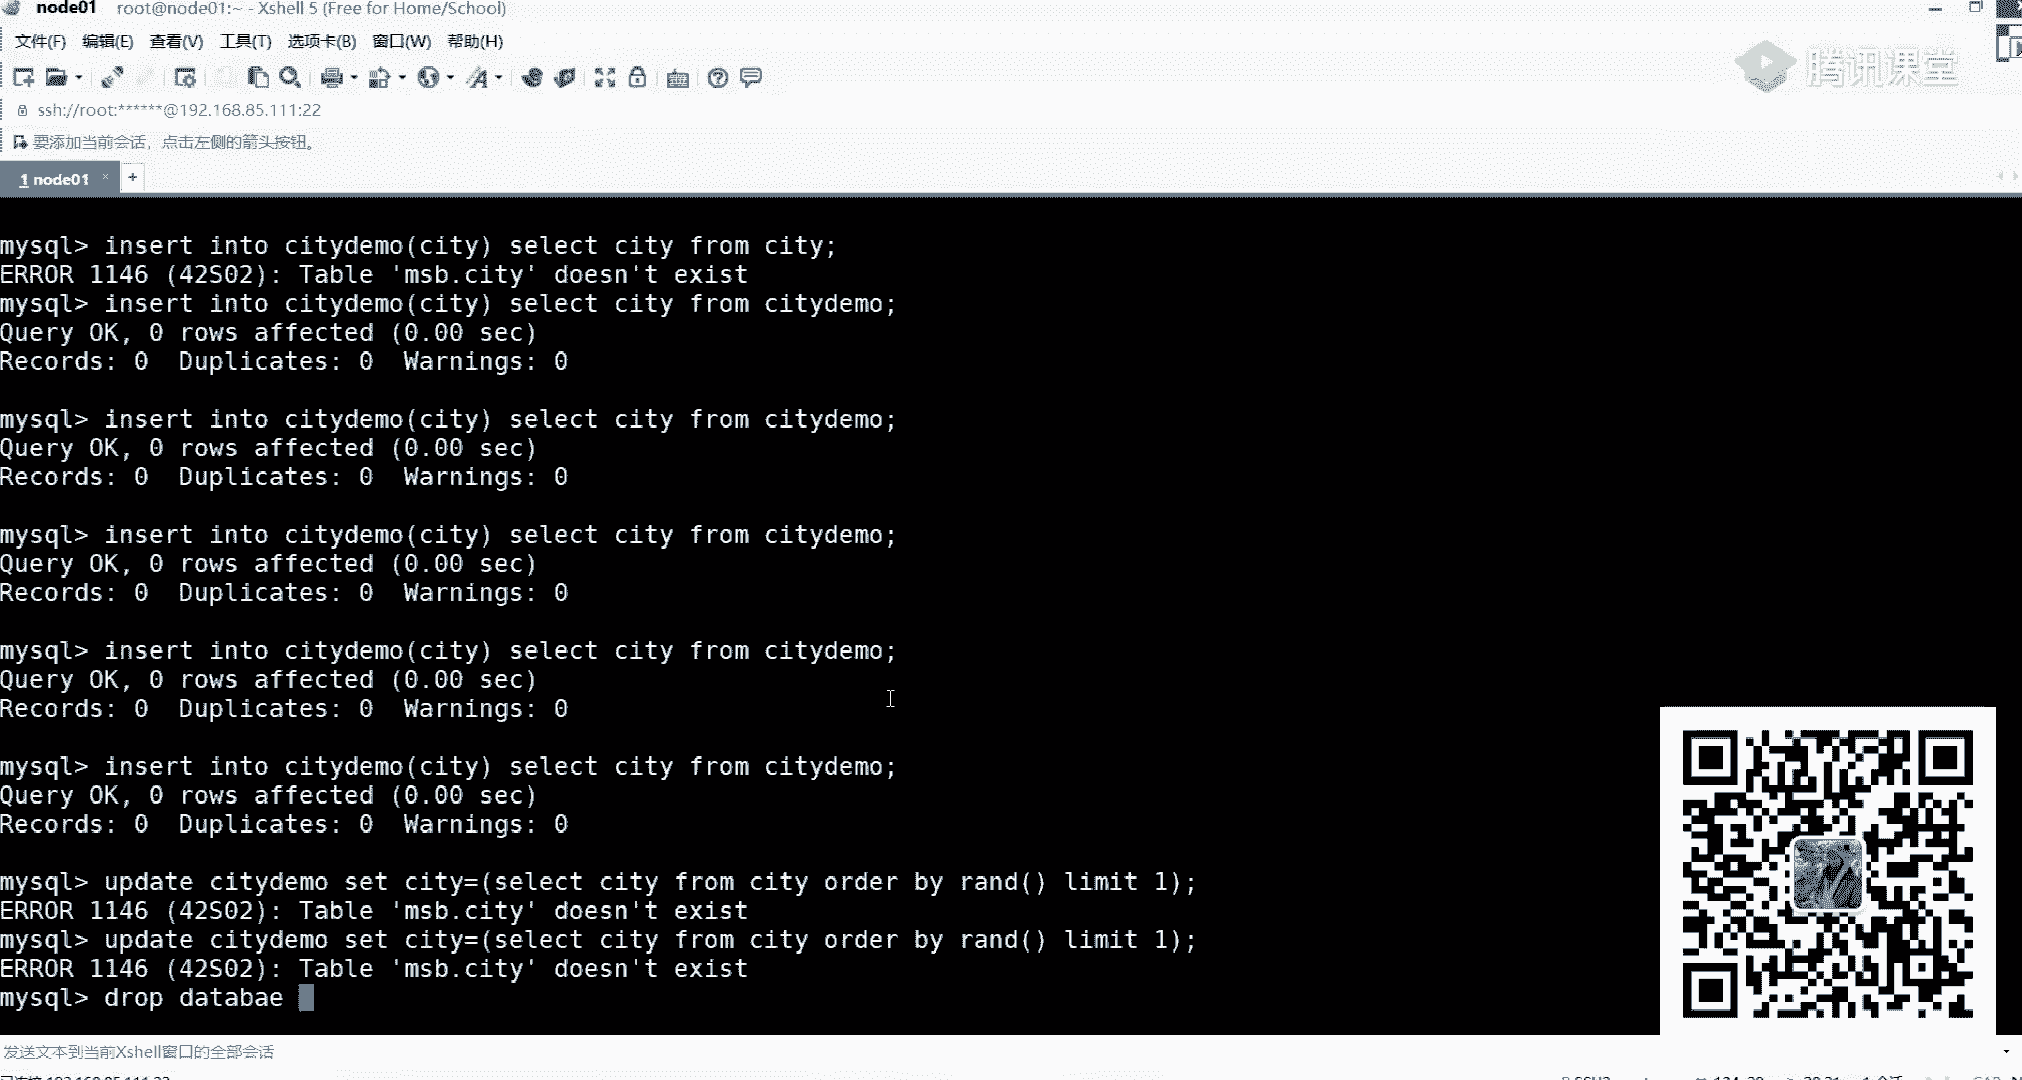 node01 root@node01:~ - Xshell 5 (Free for Home/School)
文件(F) 编辑(E) 查看(V) 工具(T) 选项卡(B) 窗口(W) 帮助(H)
腾讯课堂
ssh://root:******@192.168.85.111:22
要添加当前会话，点击左侧的箭头按钮。
1 node01 × +
mysql> insert into citydemo(city) select city from city;
ERROR 1146 (42S02): Table 'msb.city' doesn't exist
mysql> insert into citydemo(city) select city from citydemo;
Query OK, 0 rows affected (0.00 sec)
Records: 0 Duplicates: 0 Warnings: 0
mysql> insert into citydemo(city) select city from citydemo;
Query OK, 0 rows affected (0.00 sec)
Records: 0 Duplicates: 0 Warnings: 0
mysql> insert into citydemo(city) select city from citydemo;
Query OK, 0 rows affected (0.00 sec)
Records: 0 Duplicates: 0 Warnings: 0
mysql> insert into citydemo(city) select city from citydemo;
Query OK, 0 rows affected (0.00 sec)
Records: 0 Duplicates: 0 Warnings: 0
mysql> insert into citydemo(city) select city from citydemo;
Query OK, 0 rows affected (0.00 sec)
Records: 0 Duplicates: 0 Warnings: 0
mysql> update citydemo set city=(select city from city order by rand() limit 1);
ERROR 1146 (42S02): Table 'msb.city' doesn't exist
mysql> update citydemo set city=(select city from city order by rand() limit 1);
ERROR 1146 (42S02): Table 'msb.city' doesn't exist
mysql> drop databae
发送文本到当前Xshell窗口的全部会话